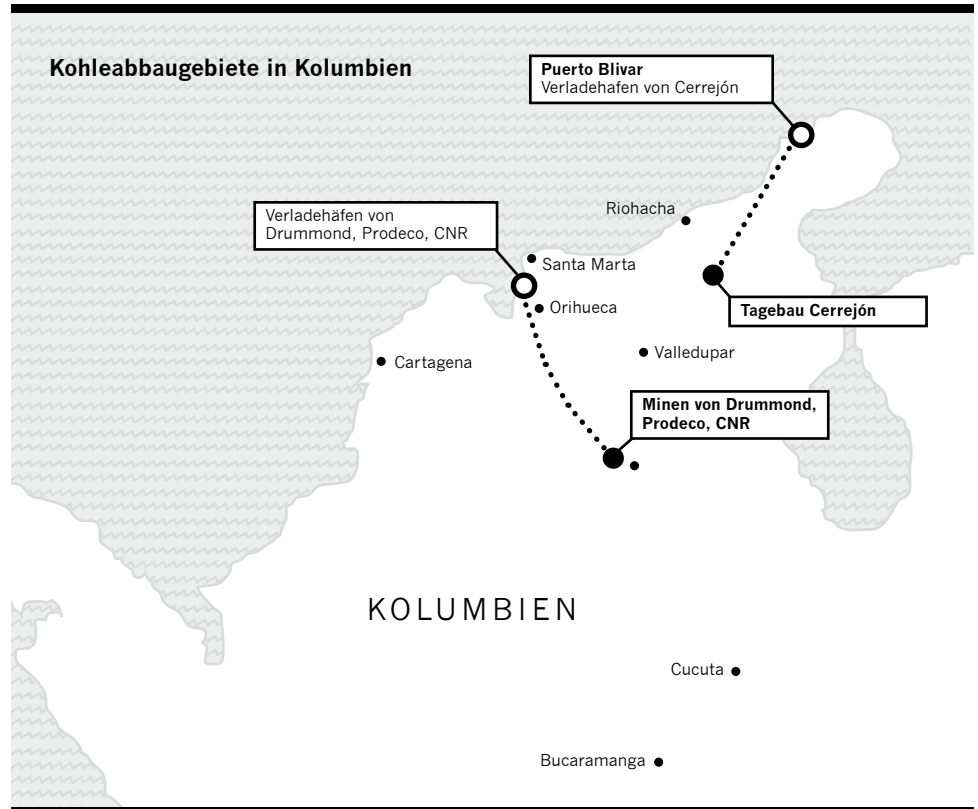 Kohleabbaugebiete in Kolumbien
Puerto Blivar
Verladehafen von Cerrejón
Verladehäfen von
Drummond, Prodeco, CNR
Riohacha
Santa Marta
Orihueca
Tagebau Cerrejón
Valledupar
Cartagena
Minen von Drummond,
Prodeco, CNR
KOLUMBIEN
Cucuta
Bucaramanga